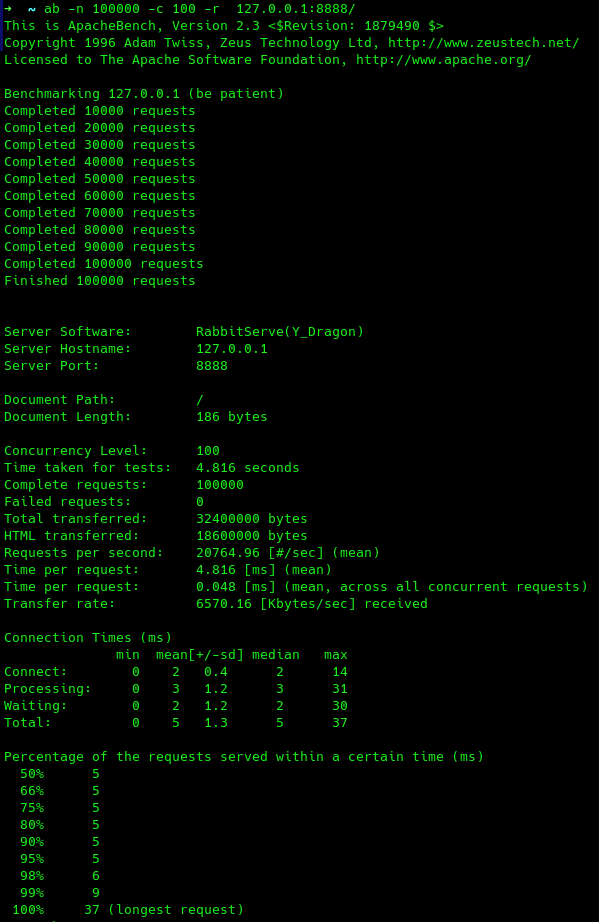 ➜  ~ ab -n 100000 -c 100 -r  127.0.0.1:8888/
This is ApacheBench, Version 2.3 <$Revision: 1879490 $>
Copyright 1996 Adam Twiss, Zeus Technology Ltd, http://www.zeustech.net/
Licensed to The Apache Software Foundation, http://www.apache.org/

Benchmarking 127.0.0.1 (be patient)
Completed 10000 requests
Completed 20000 requests
Completed 30000 requests
Completed 40000 requests
Completed 50000 requests
Completed 60000 requests
Completed 70000 requests
Completed 80000 requests
Completed 90000 requests
Completed 100000 requests
Finished 100000 requests


Server Software:        RabbitServe(Y_Dragon)
Server Hostname:        127.0.0.1
Server Port:            8888

Document Path:          /
Document Length:        186 bytes

Concurrency Level:      100
Time taken for tests:   4.816 seconds
Complete requests:      100000
Failed requests:        0
Total transferred:      32400000 bytes
HTML transferred:       18600000 bytes
Requests per second:    20764.96 [#/sec] (mean)
Time per request:       4.816 [ms] (mean)
Time per request:       0.048 [ms] (mean, across all concurrent requests)
Transfer rate:          6570.16 [Kbytes/sec] received

Connection Times (ms)
              min  mean[+/-sd] median   max
Connect:        0    2   0.4      2      14
Processing:     0    3   1.2      3      31
Waiting:        0    2   1.2      2      30
Total:          0    5   1.3      5      37

Percentage of the requests served within a certain time (ms)
  50%      5
  66%      5
  75%      5
  80%      5
  90%      5
  95%      5
  98%      6
  99%      9
 100%     37 (longest request)